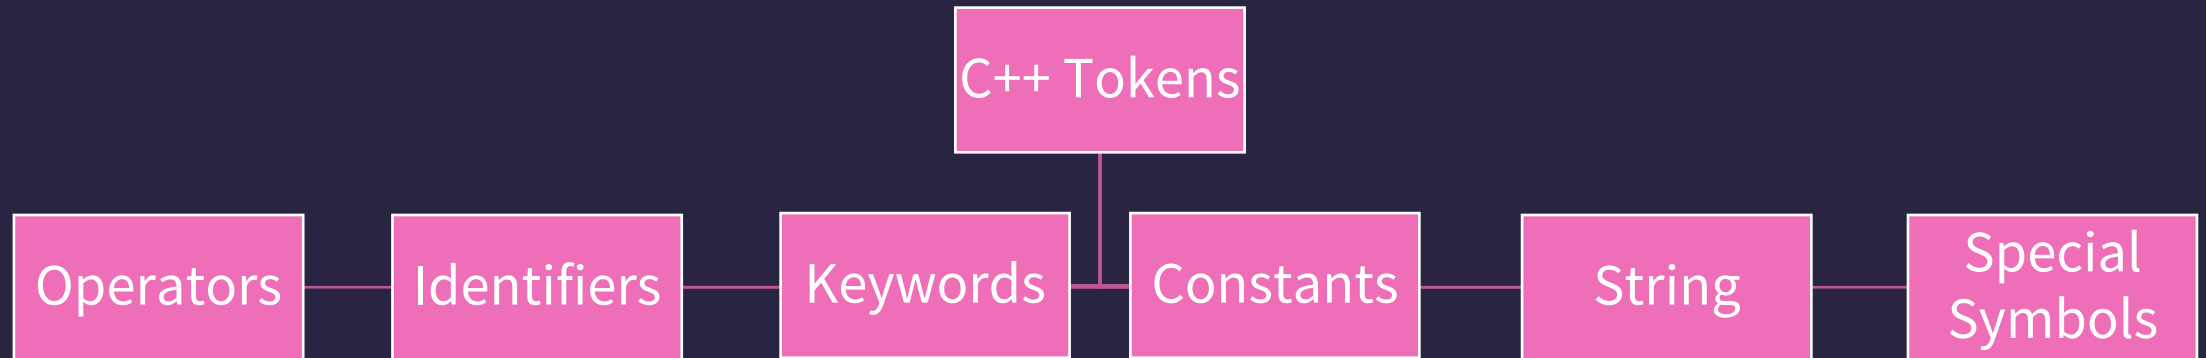 C++ Tokens
Operators
Identifiers
Keywords
Constants
String
Special
Symbols